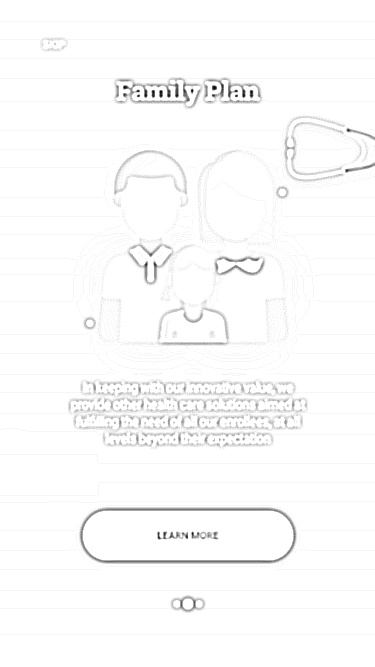 SKIP
Family Plan
In keeping with our innovative value, we
provide other health care solutions aimed at
fulfilling the need of all our enrollees, at all
levels beyond their expectation.
LEARN MORE